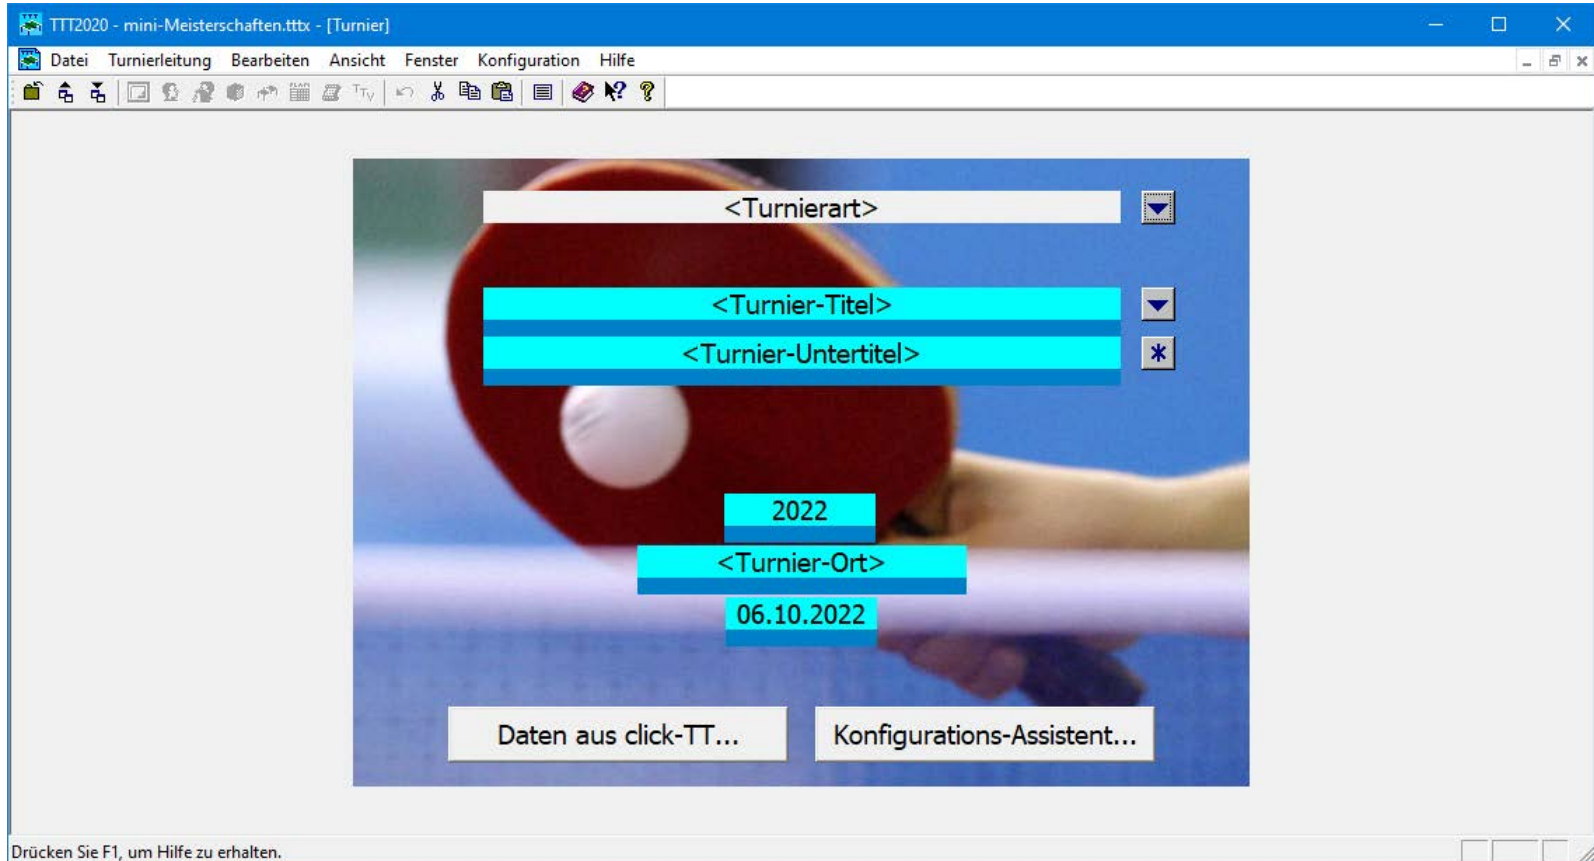 TTT2020 - mini-Meisterschaften.tttx - [Turnier]
Datei Turnierleitung Bearbeiten Ansicht Fenster Konfiguration Hilfe
<Turnierart>
<Turnier-Titel>
<Turnier-Untertitel>
2022
<Turnier-Ort>
06.10.2022
Daten aus click-TT... Konfigurations-Assistent...
Drücken Sie F1, um Hilfe zu erhalten.